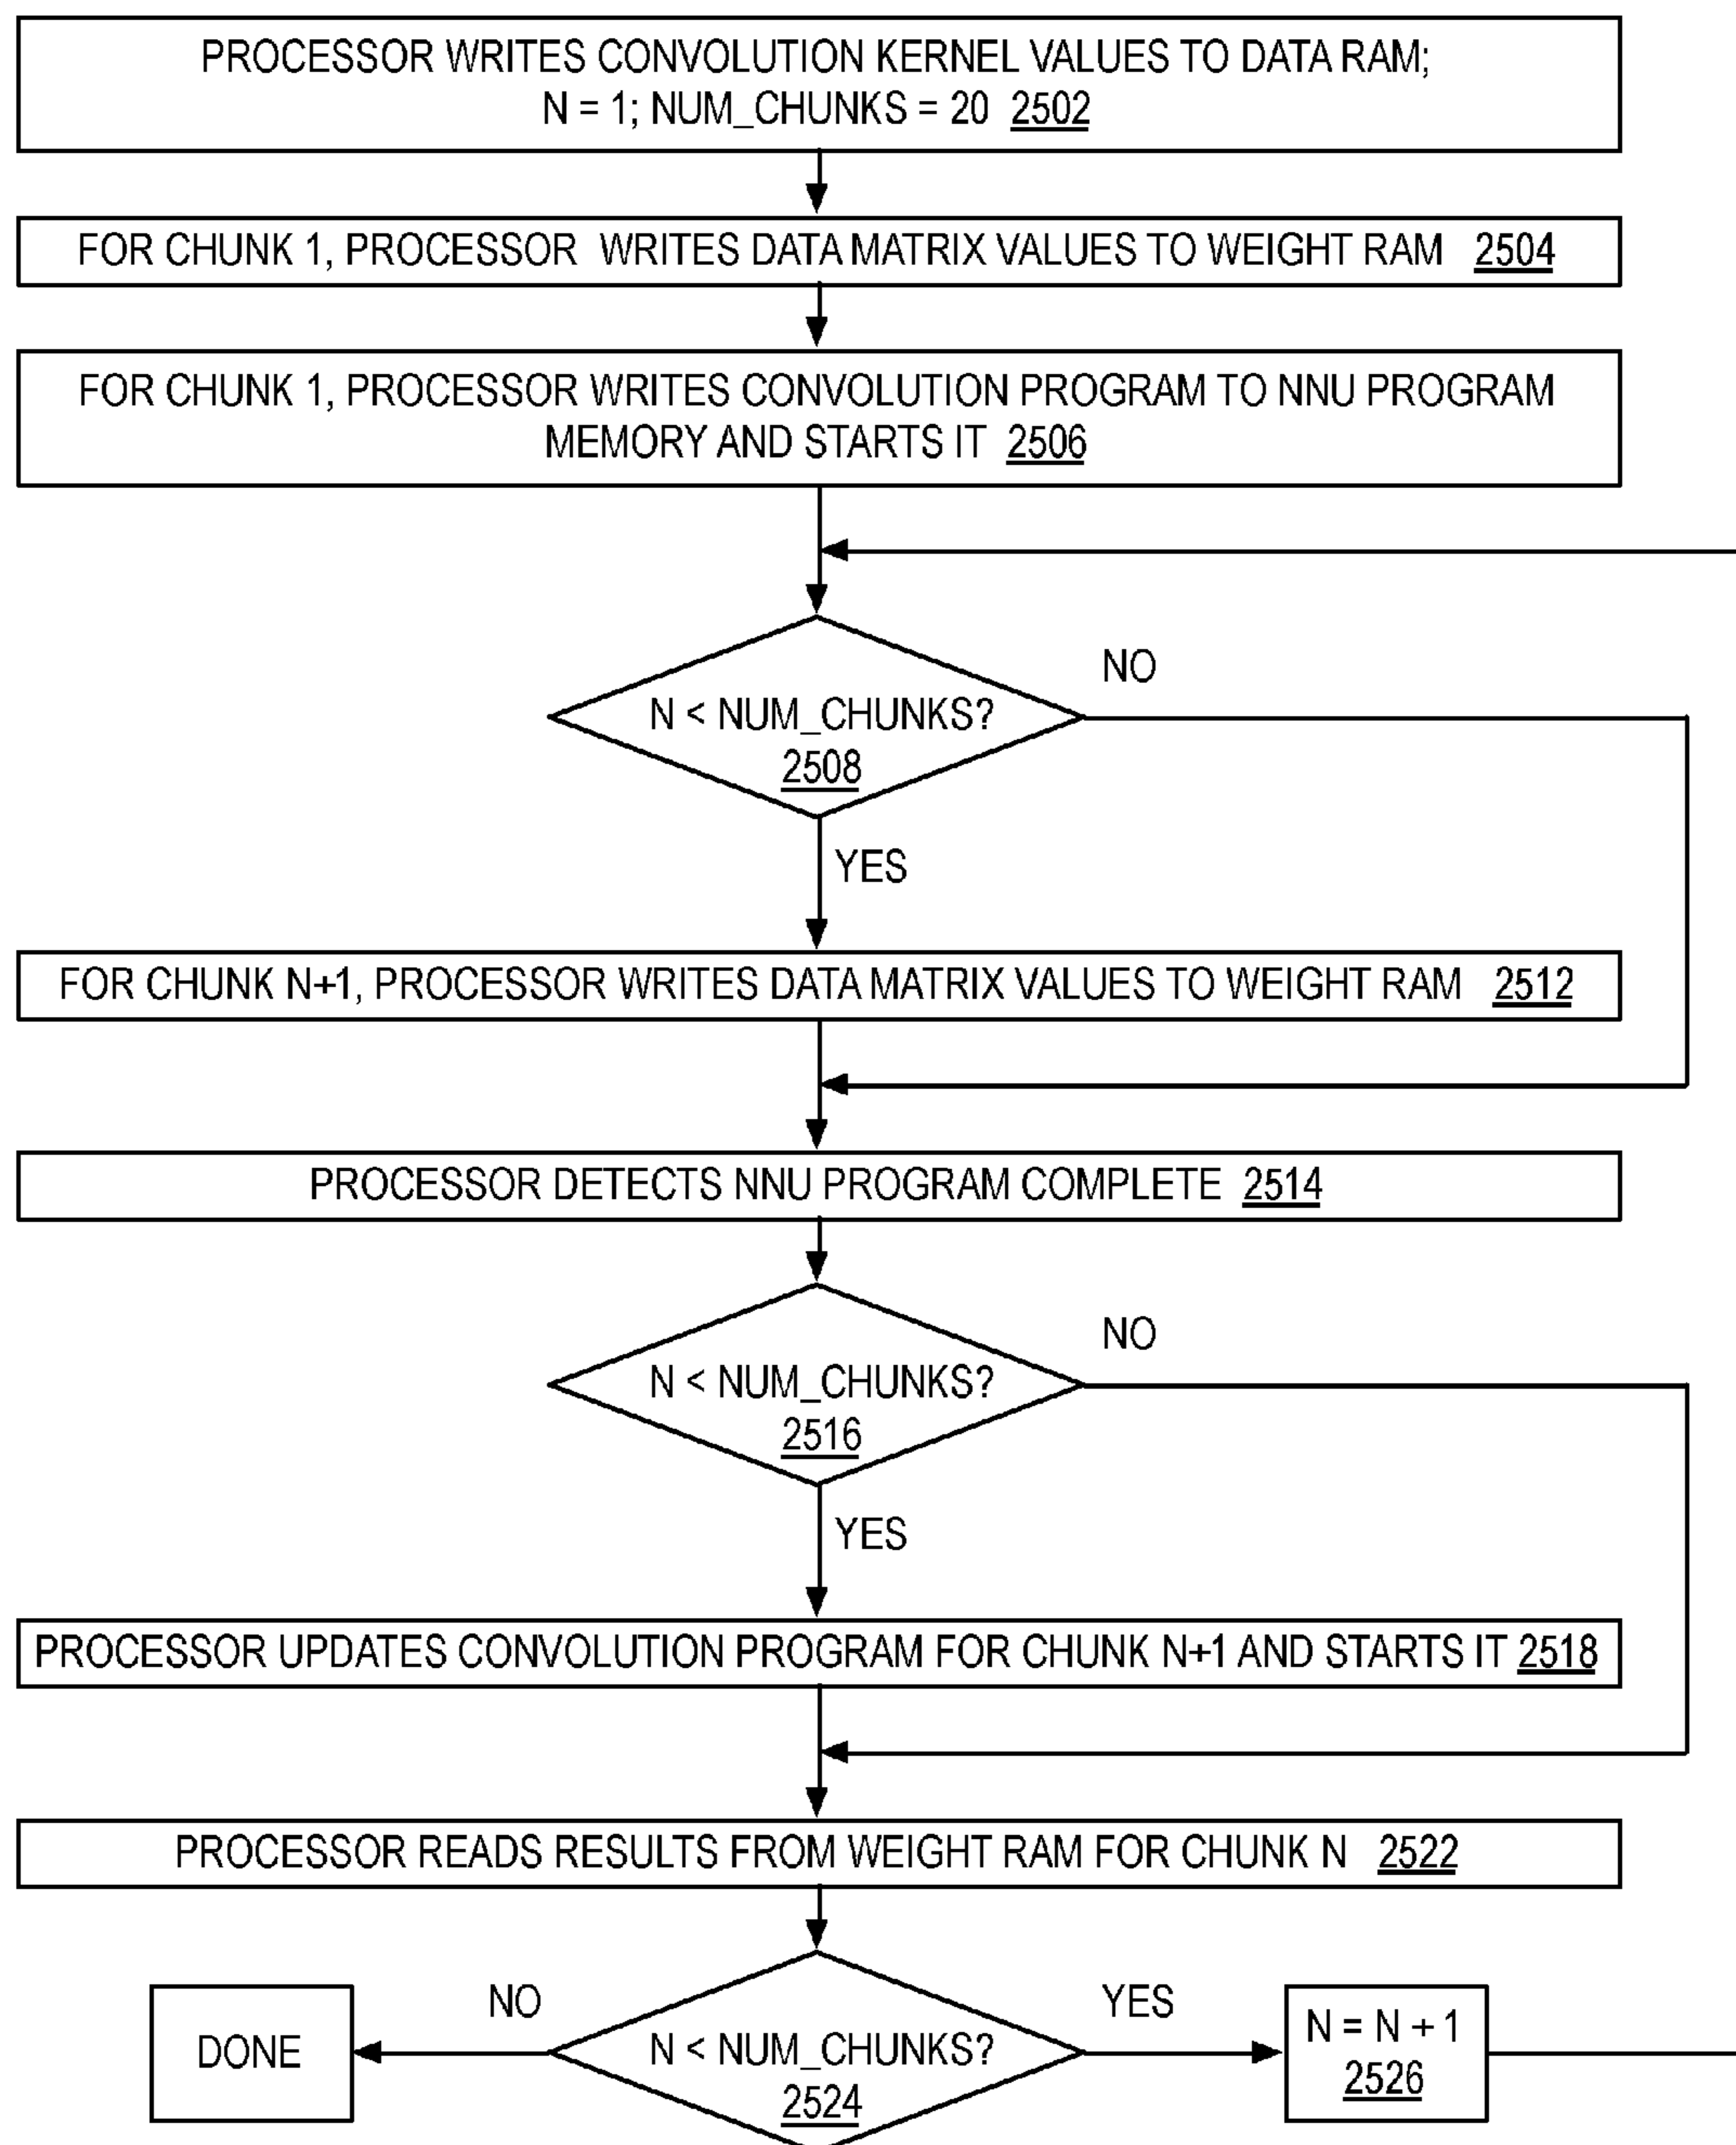 PROCESSOR WRITES CONVOLUTION KERNEL VALUES TO DATA RAM;
N = 1; NUM_CHUNKS = 20 2502
FOR CHUNK 1, PROCESSOR WRITES DATA MATRIX VALUES TO WEIGHT RAM 2504
FOR CHUNK 1, PROCESSOR WRITES CONVOLUTION PROGRAM TO NNU PROGRAM
MEMORY AND STARTS IT 2506
NO
N < NUM_CHUNKS?
2508
YES
FOR CHUNK N+1, PROCESSOR WRITES DATA MATRIX VALUES TO WEIGHT RAM 2512
PROCESSOR DETECTS NNU PROGRAM COMPLETE 2514
NO
N < NUM_CHUNKS?
2516
YES
PROCESSOR UPDATES CONVOLUTION PROGRAM FOR CHUNK N+1 AND STARTS IT 2518
PROCESSOR READS RESULTS FROM WEIGHT RAM FOR CHUNK N 2522
NO
YES
DONE
N < NUM_CHUNKS?
2524
N = N + 1
2526